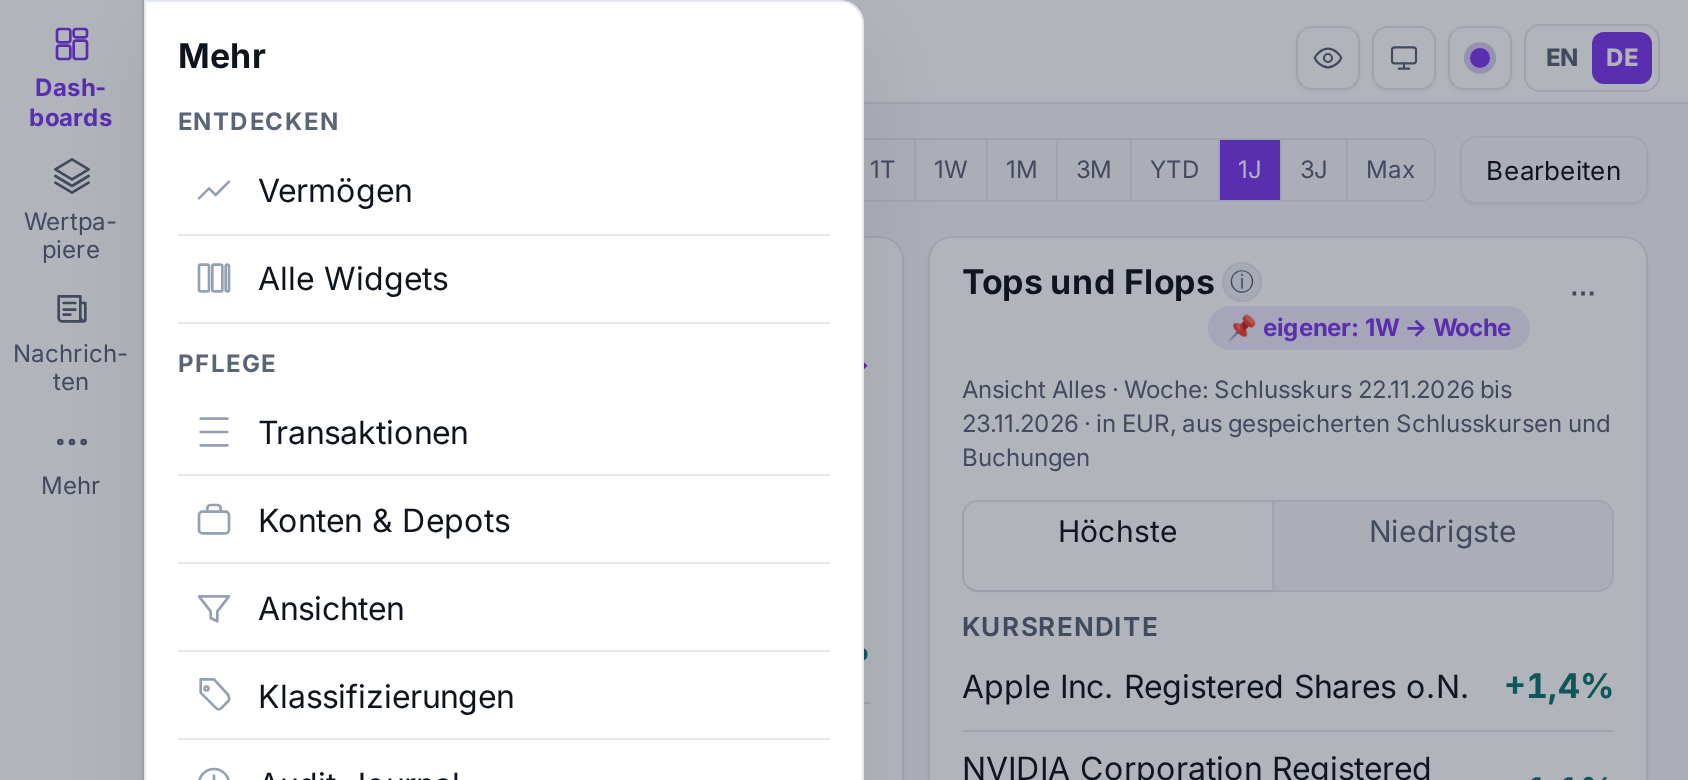 Dash-
boards
Wertpa-
piere
Nachrich-
ten
Mehr
Mehr
ENTDECKEN
Vermögen
Alle Widgets
PFLEGE
Transaktionen
Konten & Depots
Ansichten
Klassifizierungen
Audit-Journal
EN DE
1T 1W 1M 3M YTD 1J 3J Max Bearbeiten
Tops und Flops ⓘ ...
📌 eigener: 1W → Woche
Ansicht Alles · Woche: Schlusskurs 22.11.2026 bis
23.11.2026 · in EUR, aus gespeicherten Schlusskursen und
Buchungen
Höchste Niedrigste
KURSRENDITE
Apple Inc. Registered Shares o.N. +1,4%
NVIDIA Corporation Registered